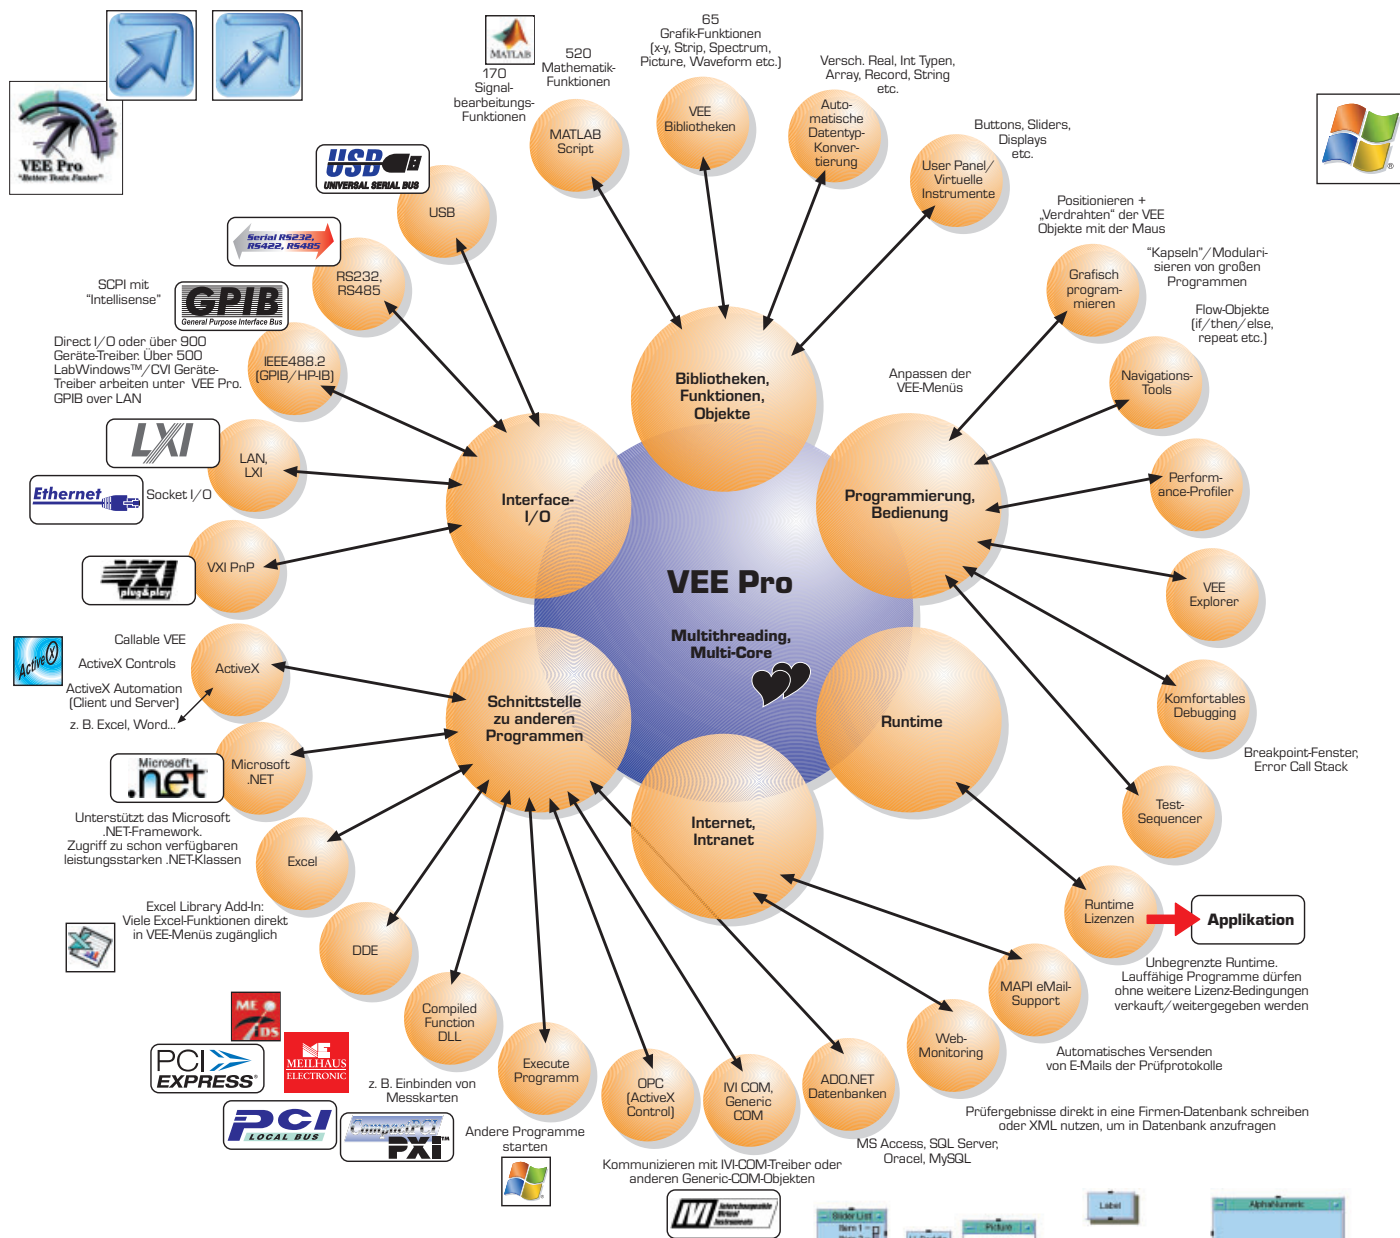 VEE Pro
"Better Tests Faster"
MATLAB
170
Signal-
bearbeitungs-
Funktionen
520
Mathematik-
Funktionen
MATLAB
Script
65
Grafik-Funktionen
(x-y, Strip, Spectrum,
Picture, Waveform etc.)
VEE
Bibliotheken
Versch. Real, Int Typen,
Array, Record, String
etc.
Auto-
matische
Datentyp-
Konver-
tierung
Buttons, Sliders,
Displays
etc.
User Panel/
Virtuelle
Instrumente
Positionieren +
„Verdrahten“ der VEE
Objekte mit der Maus
Grafisch
program-
mieren
“Kapseln”/Modulari-
sieren von großen
Programmen
Flow-Objekte
(if/then/else,
repeat etc.)
Navigations-
Tools
Anpassen der
VEE-Menüs
Perform-
ance-Profiler
VEE
Explorer
Komfortables
Debugging
Breakpoint-Fenster,
Error Call Stack
Test-
Sequencer
USB
UNIVERSAL SERIAL BUS
USB
Serial RS232,
RS422, RS485
RS232,
RS485
SCPI mit
“Intellisense”
GPIB
General Purpose Interface Bus
Direct I/O oder über 900
Geräte-Treiber. Über 500
LabWindows™/CVI Geräte-
Treiber arbeiten unter VEE Pro.
GPIB over LAN
IEEE488.2
(GPIB/HP-IB)
LXI
LAN,
LXI
Ethernet
Socket I/O
VXI
plug&play
VXI PnP
Bibliotheken,
Funktionen,
Objekte
Interface-
I/O
Programmierung,
Bedienung
VEE Pro
Multithreading,
Multi-Core
Schnittstelle
zu anderen
Programmen
Runtime
Internet,
Intranet
ActiveX
Callable VEE
ActiveX Controls
ActiveX Automation
(Client und Server)
z. B. Excel, Word...
ActiveX
Microsoft
.net
Microsoft
.NET
Unterstützt das Microsoft
.NET-Framework.
Zugriff zu schon verfügbaren
leistungsstarken .NET-Klassen
Excel
Excel Library Add-In:
Viele Excel-Funktionen direkt
in VEE-Menüs zugänglich
DDE
Compiled
Function
DLL
z. B. Einbinden von
Messkarten
ME
iDS
MEILHAUS
ELECTRONIC
PCI
EXPRESS®
PCI
LOCAL BUS
CompactPCI
PXI™
Execute
Programm
Andere Programme
starten
OPC
(ActiveX
Control)
IVI COM,
Generic
COM
Kommunizieren mit IVI-COM-Treiber oder
anderen Generic-COM-Objekten
IVI
Interchangeable
Virtual
Instruments
ADO.NET
Datenbanken
MS Access, SQL Server,
Oracel, MySQL
Web-
Monitoring
Prüfergebnisse direkt in eine Firmen-Datenbank schreiben
oder XML nutzen, um in Datenbank anzufragen
MAPI eMail-
Support
Automatisches Versenden
von E-Mails der Prüfprotokolle
Runtime
Lizenzen
Applikation
Unbegrenzte Runtime.
Lauffähige Programme dürfen
ohne weitere Lizenz-Bedingungen
verkauft/weitergegeben werden
Item 1
Picture
Label
AlphaNumeric